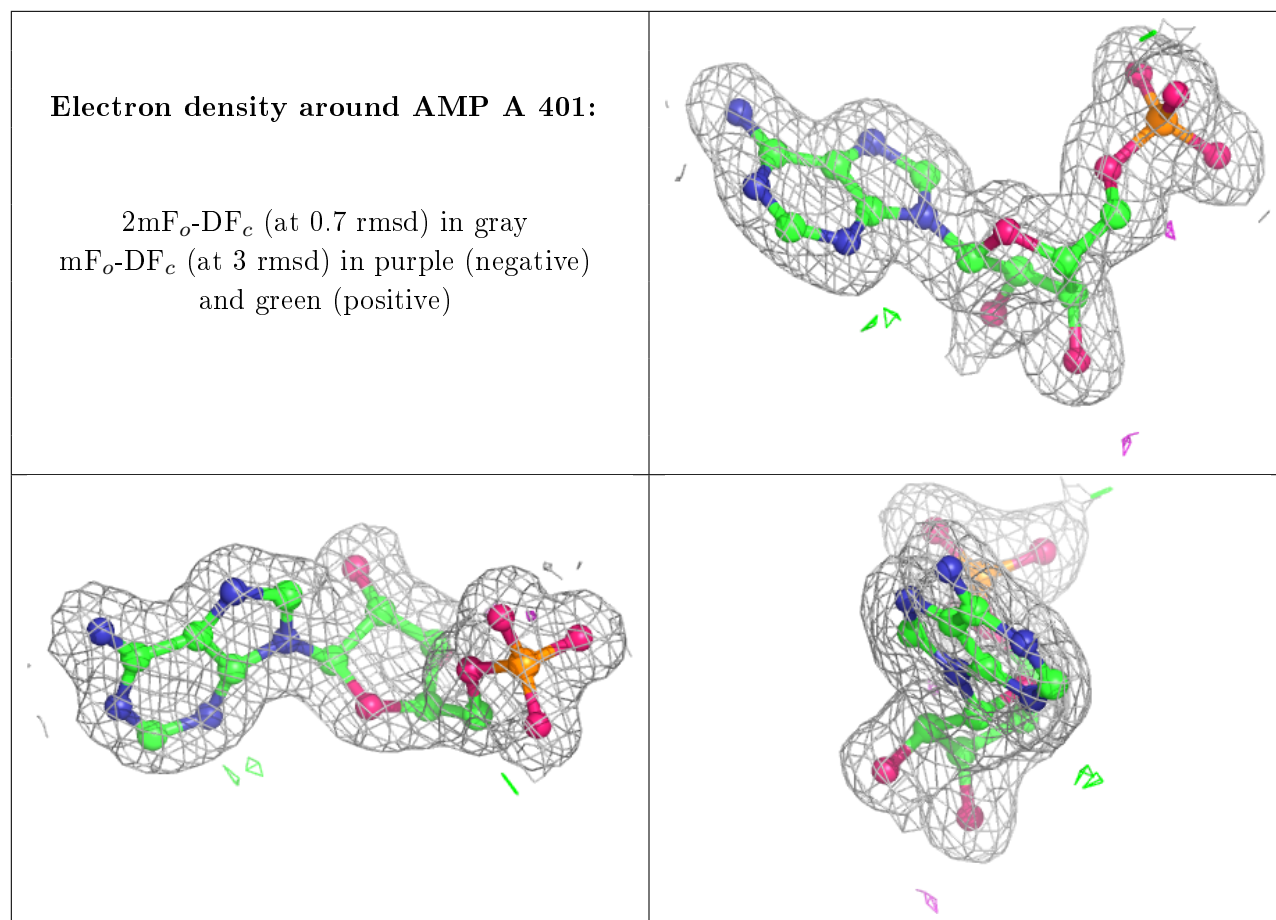 Electron density around AMP A 401:
2mFₒ-DF𝒸 (at 0.7 rmsd) in gray
mFₒ-DF𝒸 (at 3 rmsd) in purple (negative)
and green (positive)